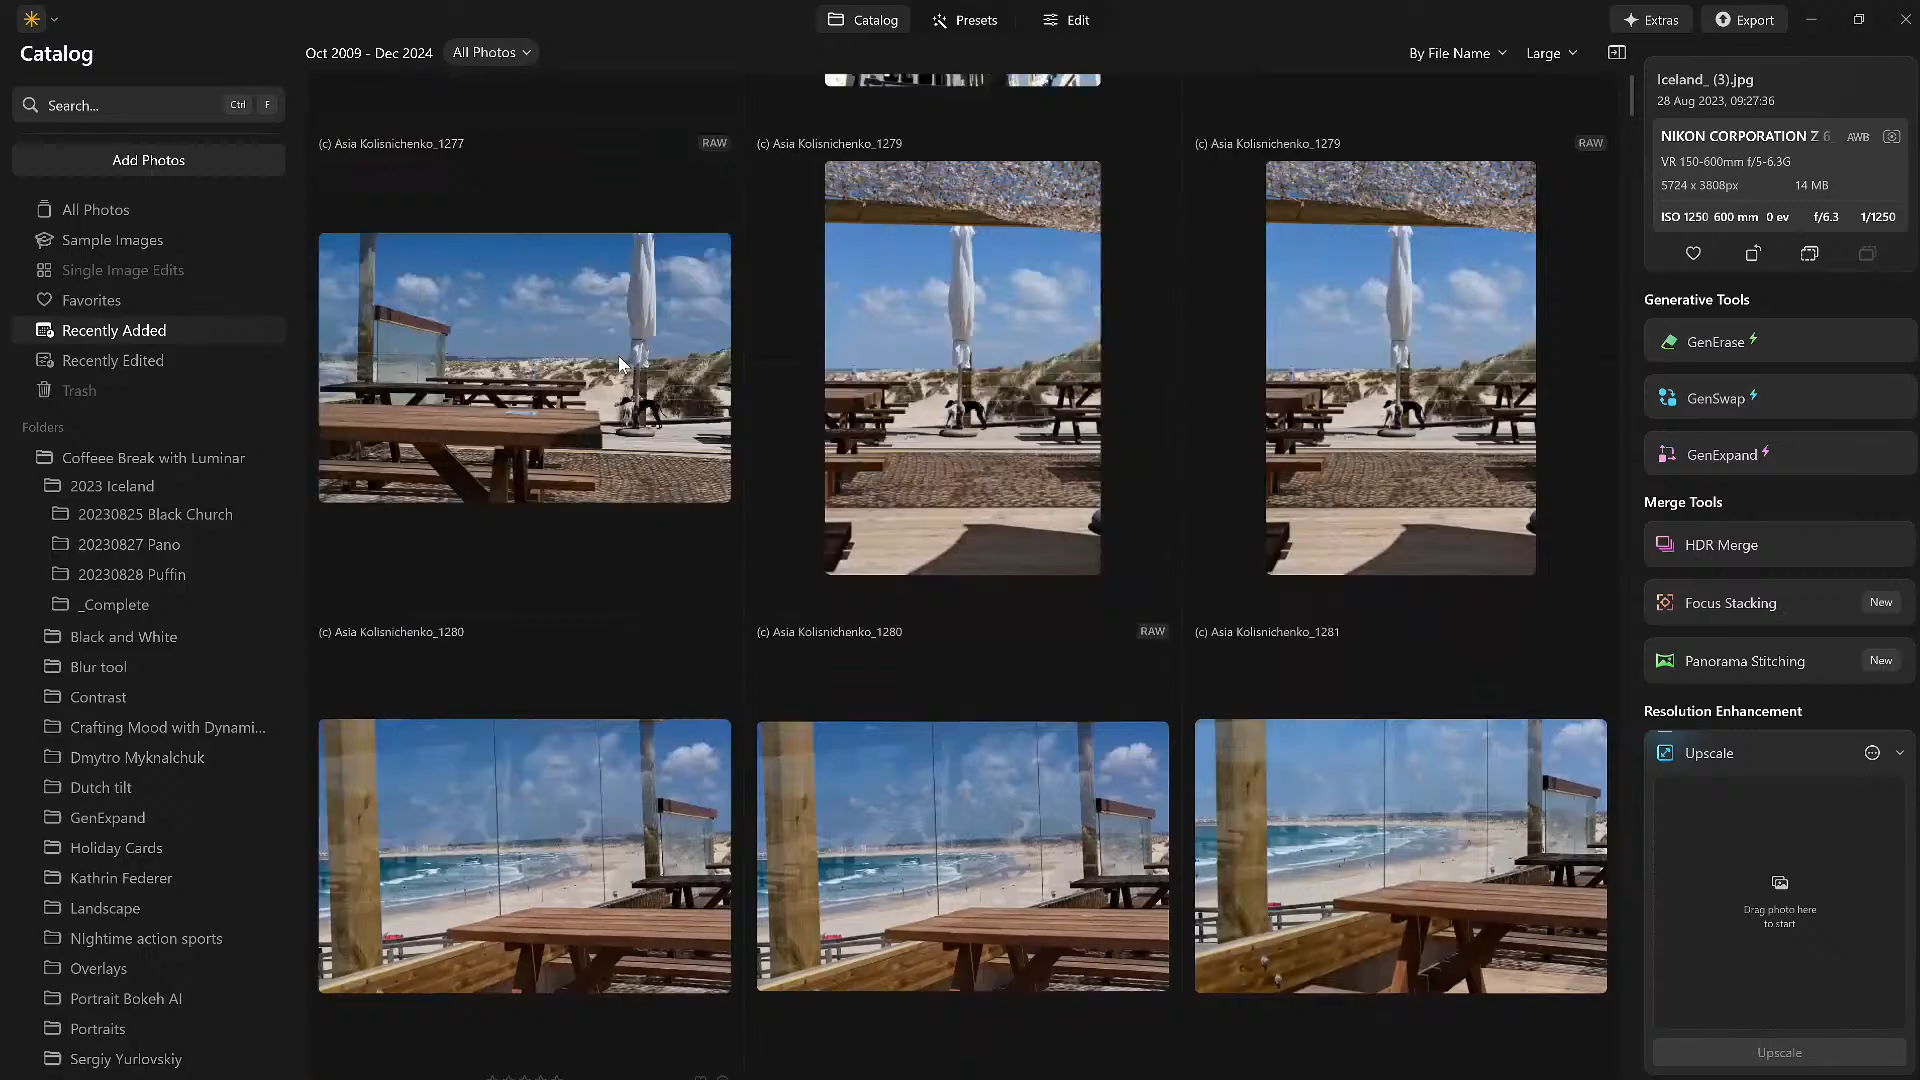 Catalog
Presets
Edit
Extras
Export
Catalog
Oct 2009 - Dec 2024
All Photos
By File Name
Large
Search...
Ctrl
F
Add Photos
All Photos
Sample Images
Single Image Edits
Favorites
Recently Added
Recently Edited
Trash
Folders
Coffeee Break with Luminar
2023 Iceland
20230825 Black Church
20230827 Pano
20230828 Puffin
_Complete
Black and White
Blur tool
Contrast
Crafting Mood with Dynami...
Dmytro Myknalchuk
Dutch tilt
GenExpand
Holiday Cards
Kathrin Federer
Landscape
NIghtime action sports
Overlays
Portrait Bokeh AI
Portraits
Sergiy Yurlovskiy
(c) Asia Kolisnichenko_1277
RAW
(c) Asia Kolisnichenko_1279
(c) Asia Kolisnichenko_1279
RAW
(c) Asia Kolisnichenko_1280
(c) Asia Kolisnichenko_1280
RAW
(c) Asia Kolisnichenko_1281
Iceland_ (3).jpg
28 Aug 2023, 09:27:36
NIKON CORPORATION Z 6
AWB
VR 150-600mm f/5-6.3G
5724 x 3808px
14 MB
ISO 1250 600 mm 0 ev f/6.3 1/1250
Generative Tools
GenErase
GenSwap
GenExpand
Merge Tools
HDR Merge
Focus Stacking
New
Panorama Stitching
New
Resolution Enhancement
Upscale
Drag photo here
to start
Upscale